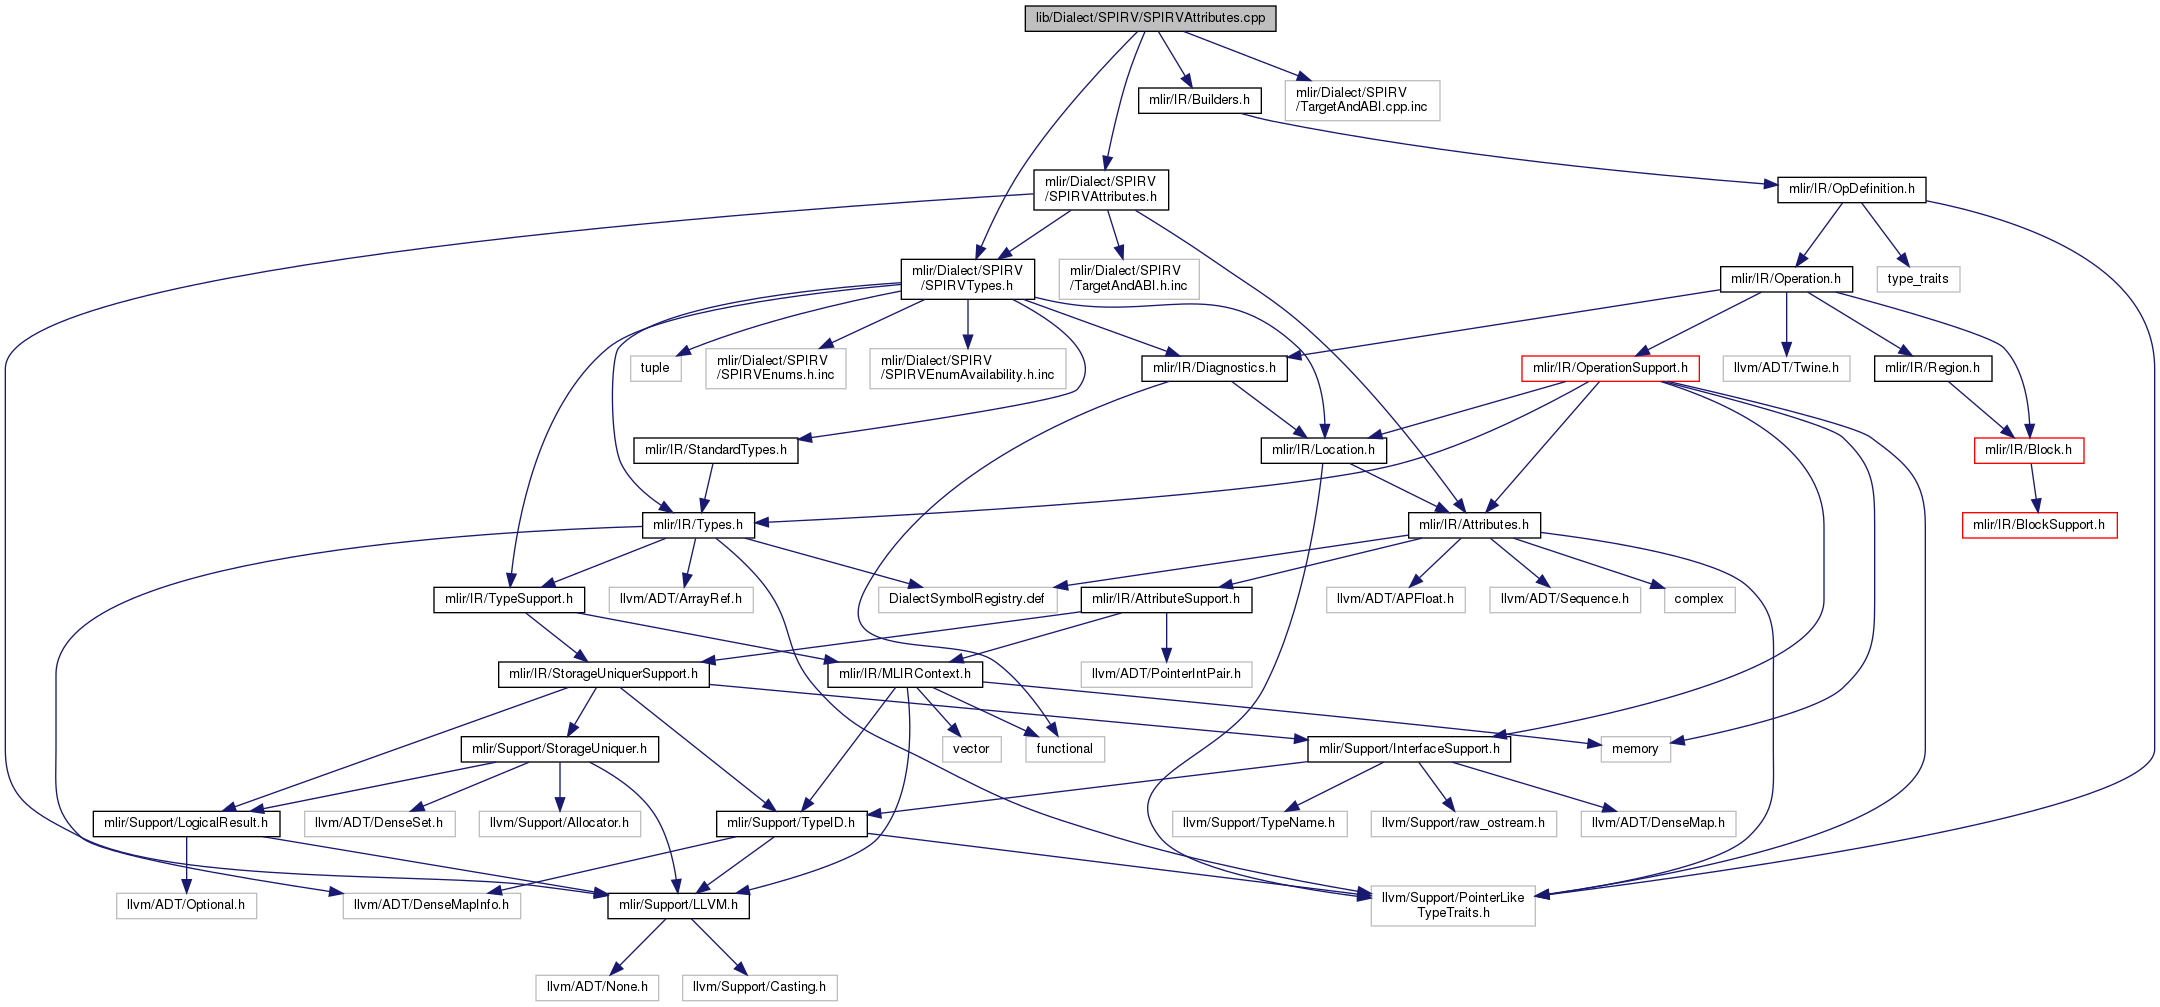 lib/Dialect/SPIRV/SPIRVAttributes.cpp
mlir/IR/Builders.h
mlir/Dialect/SPIRV
/TargetAndABI.cpp.inc
mlir/Dialect/SPIRV
/SPIRVAttributes.h
mlir/IR/OpDefinition.h
mlir/Dialect/SPIRV
/SPIRVTypes.h
mlir/Dialect/SPIRV
/TargetAndABI.h.inc
mlir/IR/Operation.h
type_traits
tuple
mlir/Dialect/SPIRV
/SPIRVEnums.h.inc
mlir/Dialect/SPIRV
/SPIRVEnumAvailability.h.inc
mlir/IR/Diagnostics.h
mlir/IR/OperationSupport.h
llvm/ADT/Twine.h
mlir/IR/Region.h
mlir/IR/StandardTypes.h
mlir/IR/Location.h
mlir/IR/Block.h
mlir/IR/Types.h
mlir/IR/Attributes.h
mlir/IR/BlockSupport.h
mlir/IR/TypeSupport.h
llvm/ADT/ArrayRef.h
DialectSymbolRegistry.def
mlir/IR/AttributeSupport.h
llvm/ADT/APFloat.h
llvm/ADT/Sequence.h
complex
mlir/IR/StorageUniquerSupport.h
mlir/IR/MLIRContext.h
llvm/ADT/PointerIntPair.h
mlir/Support/StorageUniquer.h
vector
functional
mlir/Support/InterfaceSupport.h
memory
mlir/Support/LogicalResult.h
llvm/ADT/DenseSet.h
llvm/Support/Allocator.h
mlir/Support/TypeID.h
llvm/Support/TypeName.h
llvm/Support/raw_ostream.h
llvm/ADT/DenseMap.h
llvm/ADT/Optional.h
llvm/ADT/DenseMapInfo.h
mlir/Support/LLVM.h
llvm/Support/PointerLike
TypeTraits.h
llvm/ADT/None.h
llvm/Support/Casting.h